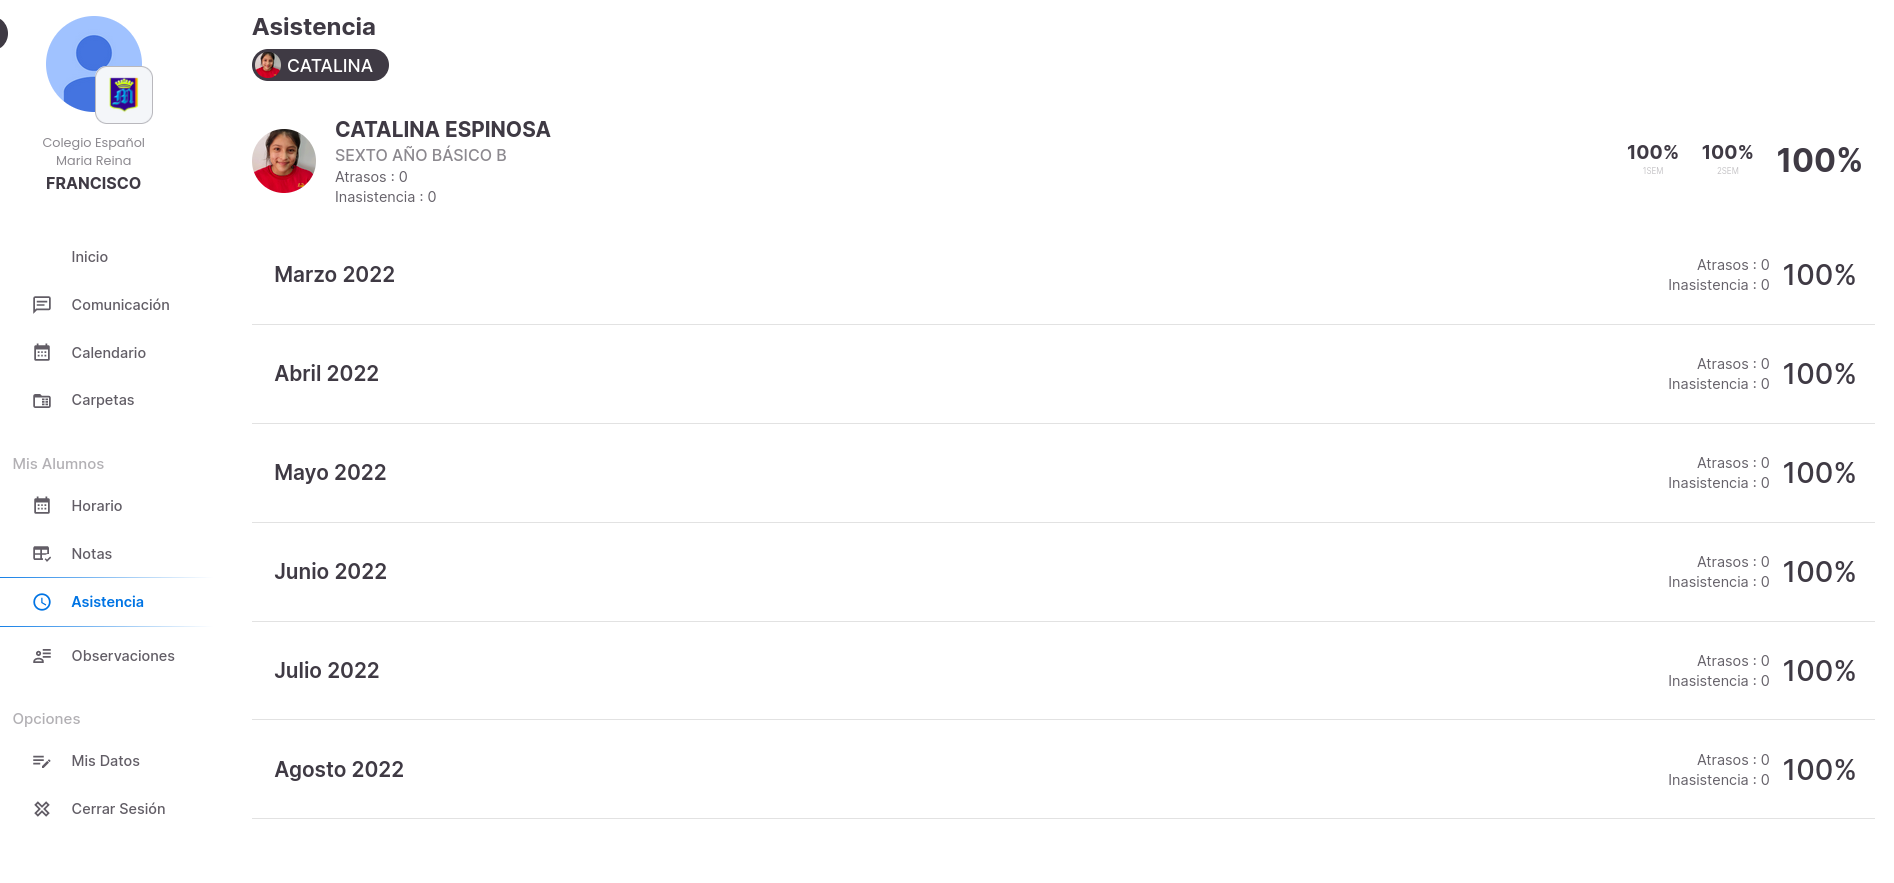 Colegio Español
Maria Reina
FRANCISCO
Inicio
Comunicación
Calendario
Carpetas
Mis Alumnos
Horario
Notas
Asistencia
Observaciones
Opciones
Mis Datos
Cerrar Sesión
Asistencia
CATALINA
CATALINA ESPINOSA
SEXTO AÑO BÁSICO B
Atrasos : 0
Inasistencia : 0
100% 100% 100%
1SEM 2SEM
Marzo 2022
Atrasos : 0
Inasistencia : 0
100%
Abril 2022
Atrasos : 0
Inasistencia : 0
100%
Mayo 2022
Atrasos : 0
Inasistencia : 0
100%
Junio 2022
Atrasos : 0
Inasistencia : 0
100%
Julio 2022
Atrasos : 0
Inasistencia : 0
100%
Agosto 2022
Atrasos : 0
Inasistencia : 0
100%